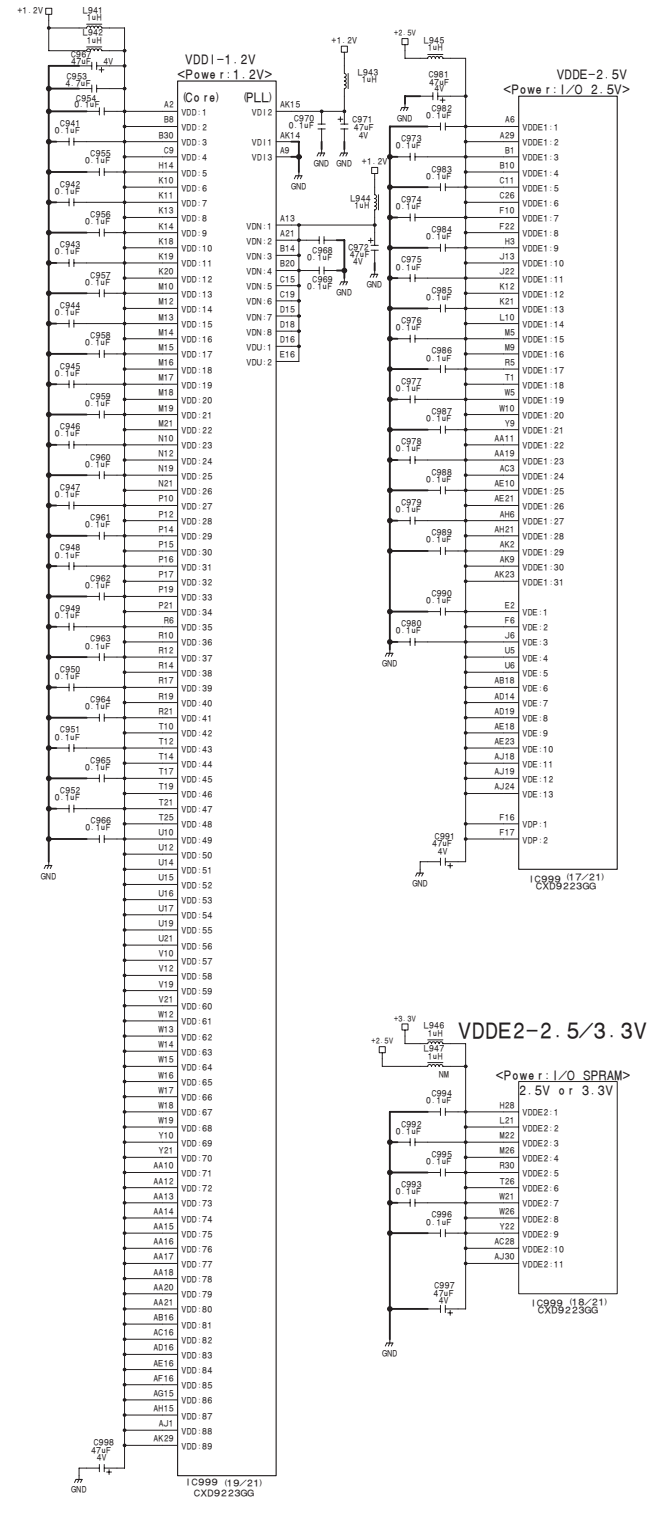 +1.2V
L941
1uH
L942
1uH
C967
47uF 4V
C953
4.7uF
C954
0.1uF
C941
0.1uF
C955
0.1uF
C942
0.1uF
C956
0.1uF
C943
0.1uF
C957
0.1uF
C944
0.1uF
C958
0.1uF
C945
0.1uF
C959
0.1uF
C946
0.1uF
C960
0.1uF
C947
0.1uF
C961
0.1uF
C948
0.1uF
C962
0.1uF
C949
0.1uF
C963
0.1uF
C950
0.1uF
C964
0.1uF
C951
0.1uF
C965
0.1uF
C952
0.1uF
C966
0.1uF
GND
C998
47uF
4V
GND
VDDI-1.2V
<Power:1.2V>
(Core) (PLL)
A2 VDD:1
B8 VDD:2
B30 VDD:3
C9 VDD:4
H14 VDD:5
K10 VDD:6
K11 VDD:7
K13 VDD:8
K14 VDD:9
K18 VDD:10
K19 VDD:11
K20 VDD:12
M10 VDD:13
M12 VDD:14
M13 VDD:15
M14 VDD:16
M15 VDD:17
M16 VDD:18
M17 VDD:19
M18 VDD:20
M19 VDD:21
M21 VDD:22
N10 VDD:23
N12 VDD:24
N19 VDD:25
N21 VDD:26
P10 VDD:27
P12 VDD:28
P14 VDD:29
P15 VDD:30
P16 VDD:31
P17 VDD:32
P19 VDD:33
P21 VDD:34
R6 VDD:35
R10 VDD:36
R12 VDD:37
R14 VDD:38
R17 VDD:39
R19 VDD:40
R21 VDD:41
T10 VDD:42
T12 VDD:43
T14 VDD:44
T17 VDD:45
T19 VDD:46
T21 VDD:47
T25 VDD:48
U10 VDD:49
U12 VDD:50
U14 VDD:51
U15 VDD:52
U16 VDD:53
U17 VDD:54
U19 VDD:55
U21 VDD:56
V10 VDD:57
V12 VDD:58
V19 VDD:59
V21 VDD:60
W12 VDD:61
W13 VDD:62
W14 VDD:63
W15 VDD:64
W16 VDD:65
W17 VDD:66
W18 VDD:67
W19 VDD:68
Y10 VDD:69
Y21 VDD:70
AA10 VDD:71
AA12 VDD:72
AA13 VDD:73
AA14 VDD:74
AA15 VDD:75
AA16 VDD:76
AA17 VDD:77
AA18 VDD:78
AA20 VDD:79
AA21 VDD:80
AB16 VDD:81
AC16 VDD:82
AD16 VDD:83
AE16 VDD:84
AF16 VDD:85
AG15 VDD:86
AH15 VDD:87
AJ1 VDD:88
AK29 VDD:89
IC999 (19/21)
CXD9223GG
VDI2 AK15
VDI1 AK14
VDI3 A9
VDN:1 A13
VDN:2 A21
VDN:3 B14
VDN:4 B20
VDN:5 C15
VDN:6 C19
VDN:7 D15
VDN:8 D18
VDU:1 D16
VDU:2 E16
+1.2V
L943
1uH
C970
0.1uF
C971
47uF
4V
GND
GND
GND
+1.2V
L944
1uH
C968
0.1uF
C969
0.1uF
C972
47uF
4V
GND
GND
+2.5V
L945
1uH
C981
47uF
4V
GND
C982
0.1uF
C973
0.1uF
C983
0.1uF
C974
0.1uF
C984
0.1uF
C975
0.1uF
C985
0.1uF
C976
0.1uF
C986
0.1uF
C977
0.1uF
C987
0.1uF
C978
0.1uF
C988
0.1uF
C979
0.1uF
C989
0.1uF
C990
0.1uF
C980
0.1uF
GND
C991
47uF
4V
GND
VDDE-2.5V
<Power:I/O 2.5V>
A6 VDDE1:1
A29 VDDE1:2
B1 VDDE1:3
B10 VDDE1:4
C11 VDDE1:5
C26 VDDE1:6
F10 VDDE1:7
F22 VDDE1:8
H3 VDDE1:9
J13 VDDE1:10
J22 VDDE1:11
K12 VDDE1:12
K21 VDDE1:13
L10 VDDE1:14
M5 VDDE1:15
M9 VDDE1:16
R5 VDDE1:17
T1 VDDE1:18
W5 VDDE1:19
W10 VDDE1:20
Y9 VDDE1:21
AA11 VDDE1:22
AA19 VDDE1:23
AC3 VDDE1:24
AE10 VDDE1:25
AE21 VDDE1:26
AH6 VDDE1:27
AH21 VDDE1:28
AK2 VDDE1:29
AK9 VDDE1:30
AK23 VDDE1:31
E2 VDE:1
F6 VDE:2
J6 VDE:3
U5 VDE:4
U6 VDE:5
AB18 VDE:6
AD14 VDE:7
AD19 VDE:8
AE18 VDE:9
AE23 VDE:10
AJ18 VDE:11
AJ19 VDE:12
AJ24 VDE:13
F16 VDP:1
F17 VDP:2
IC999 (17/21)
CXD9223GG
+3.3V
L946
1uH
+2.5V
L947
1uH
NM
VDDE2-2.5/3.3V
<Power:I/O SPRAM>
2.5V or 3.3V
C994
0.1uF
C992
0.1uF
C995
0.1uF
C993
0.1uF
C996
0.1uF
C997
47uF
4V
GND
H28 VDDE2:1
L21 VDDE2:2
M22 VDDE2:3
M26 VDDE2:4
R30 VDDE2:5
T26 VDDE2:6
W21 VDDE2:7
W26 VDDE2:8
Y22 VDDE2:9
AC28 VDDE2:10
AJ30 VDDE2:11
IC999 (18/21)
CXD9223GG